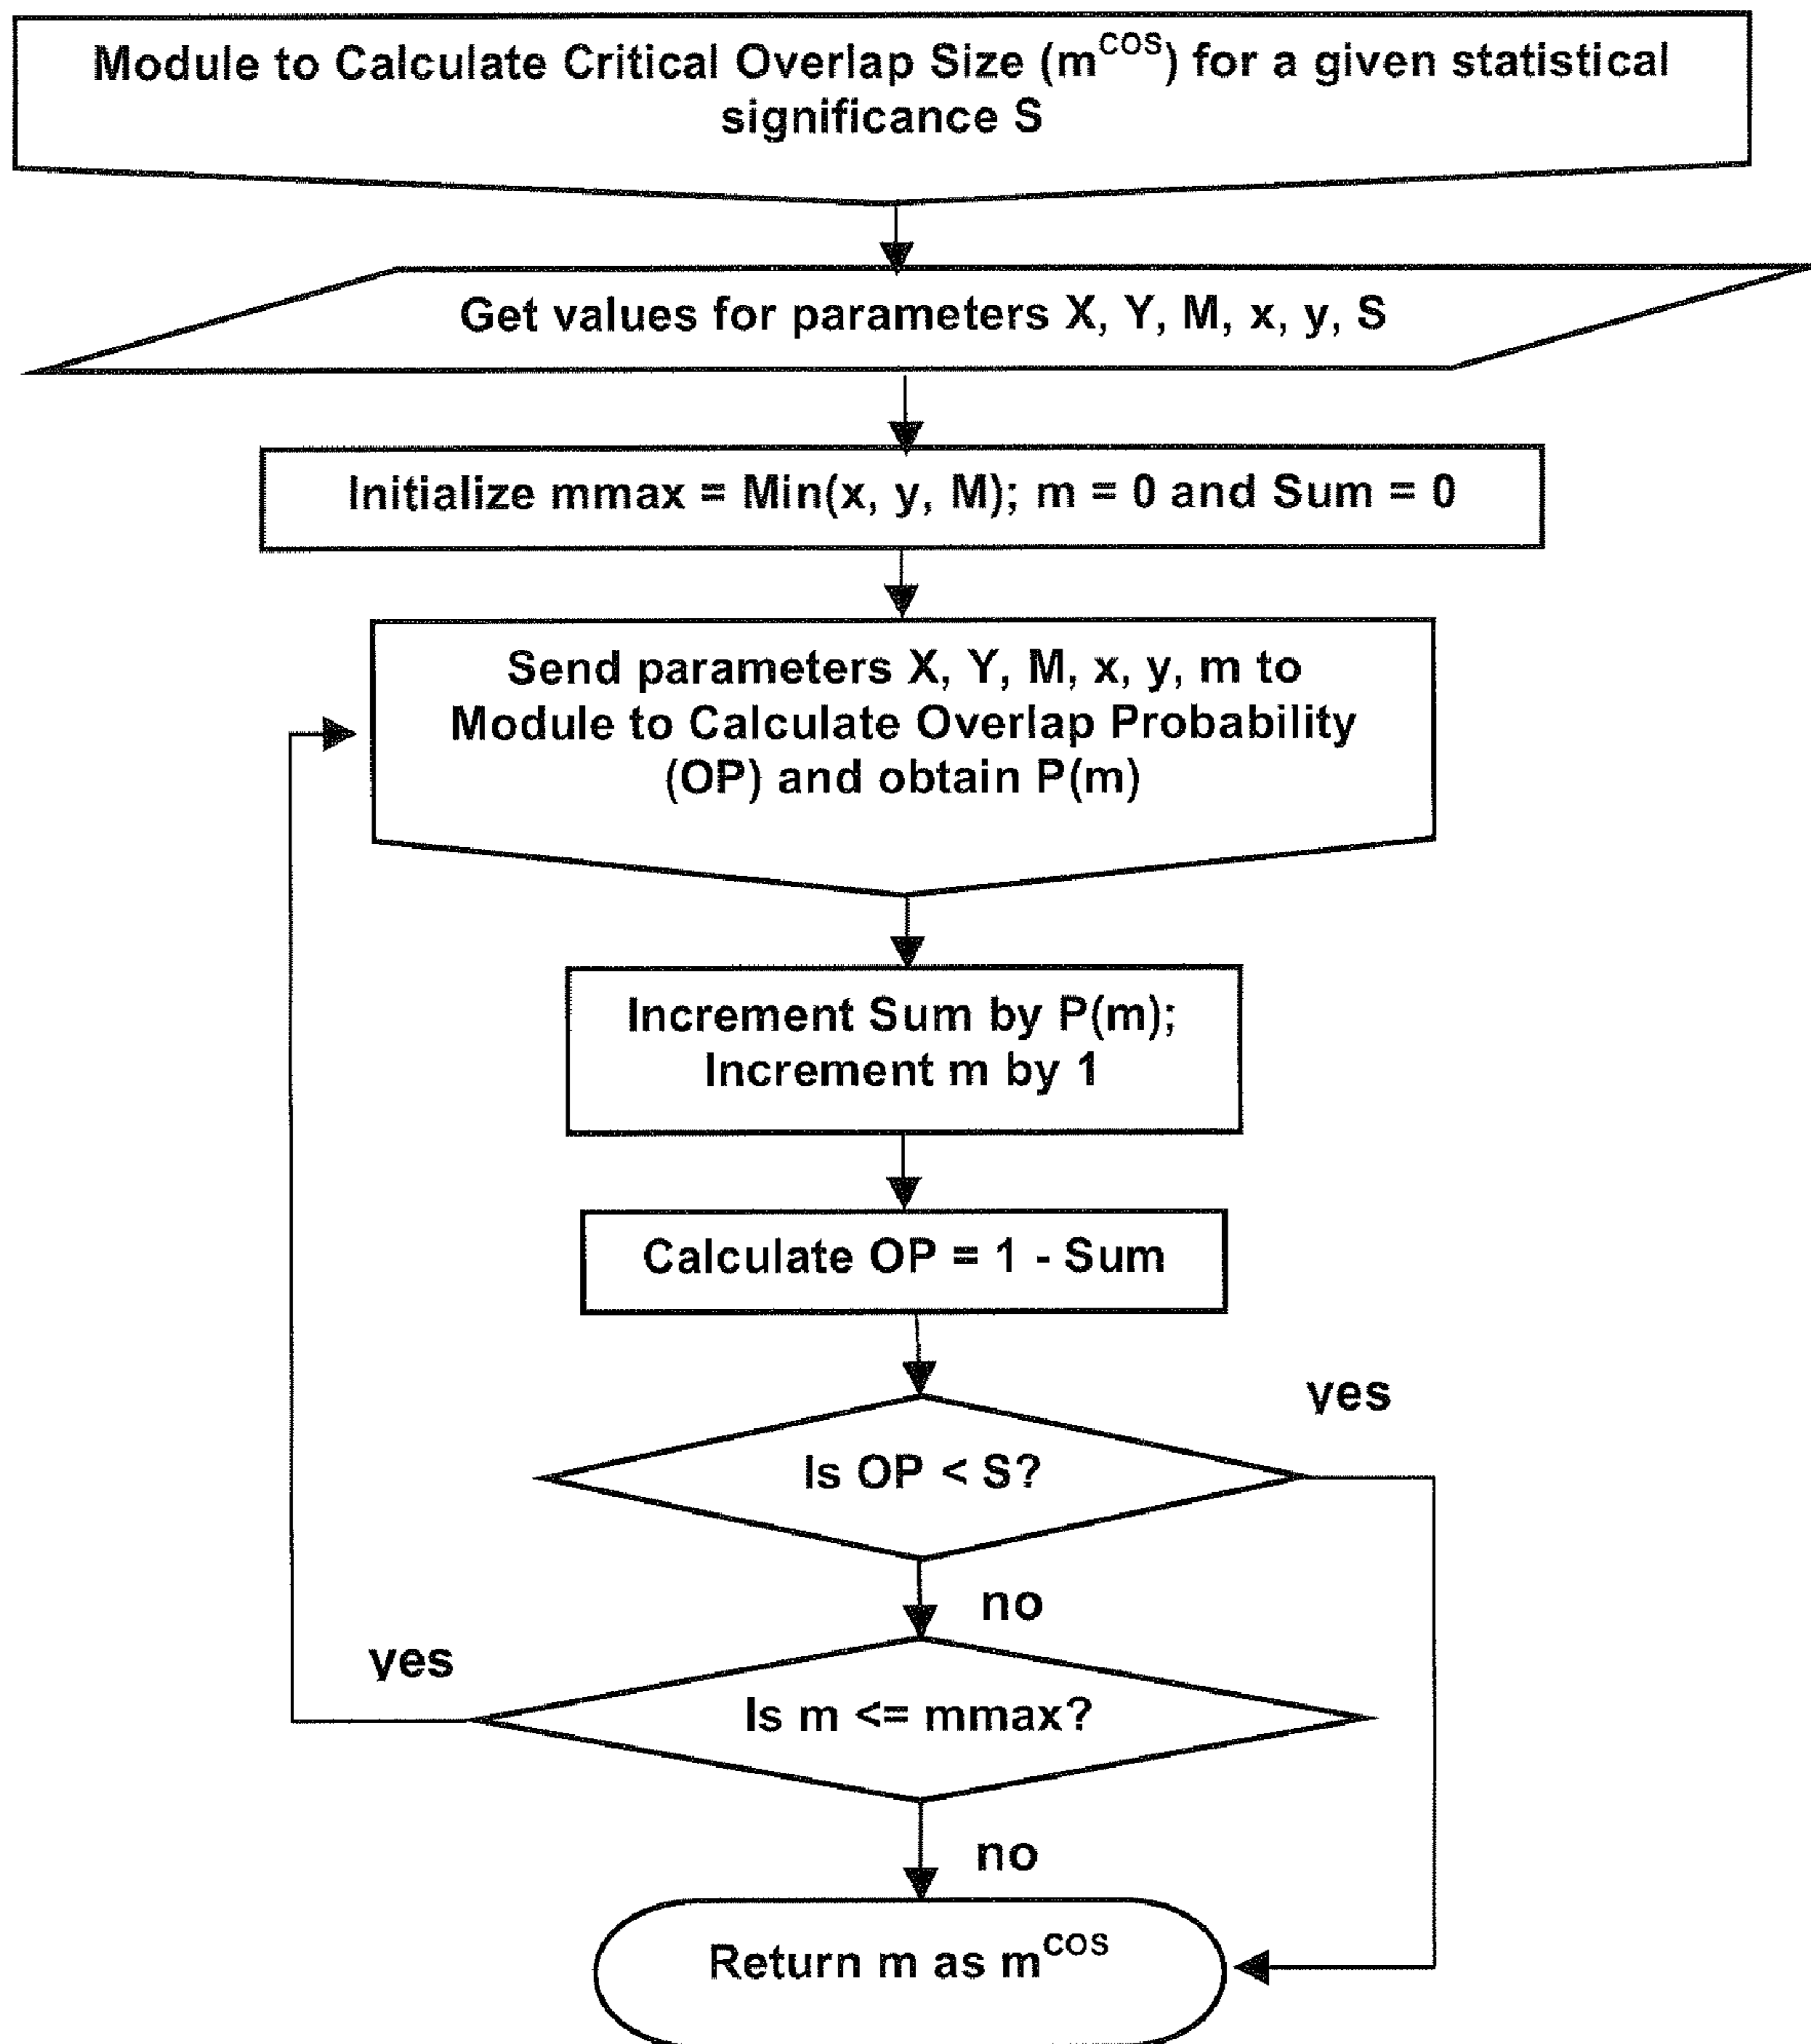 Module to Calculate Critical Overlap Size (m^COS) for a given statistical
significance S
Get values for parameters X, Y, M, x, y, S
Initialize mmax = Min(x, y, M); m = 0 and Sum = 0
Send parameters X, Y, M, x, y, m to
Module to Calculate Overlap Probability
(OP) and obtain P(m)
Increment Sum by P(m);
Increment m by 1
Calculate OP = 1 - Sum
yes
Is OP < S?
no
yes
Is m <= mmax?
no
Return m as m^COS